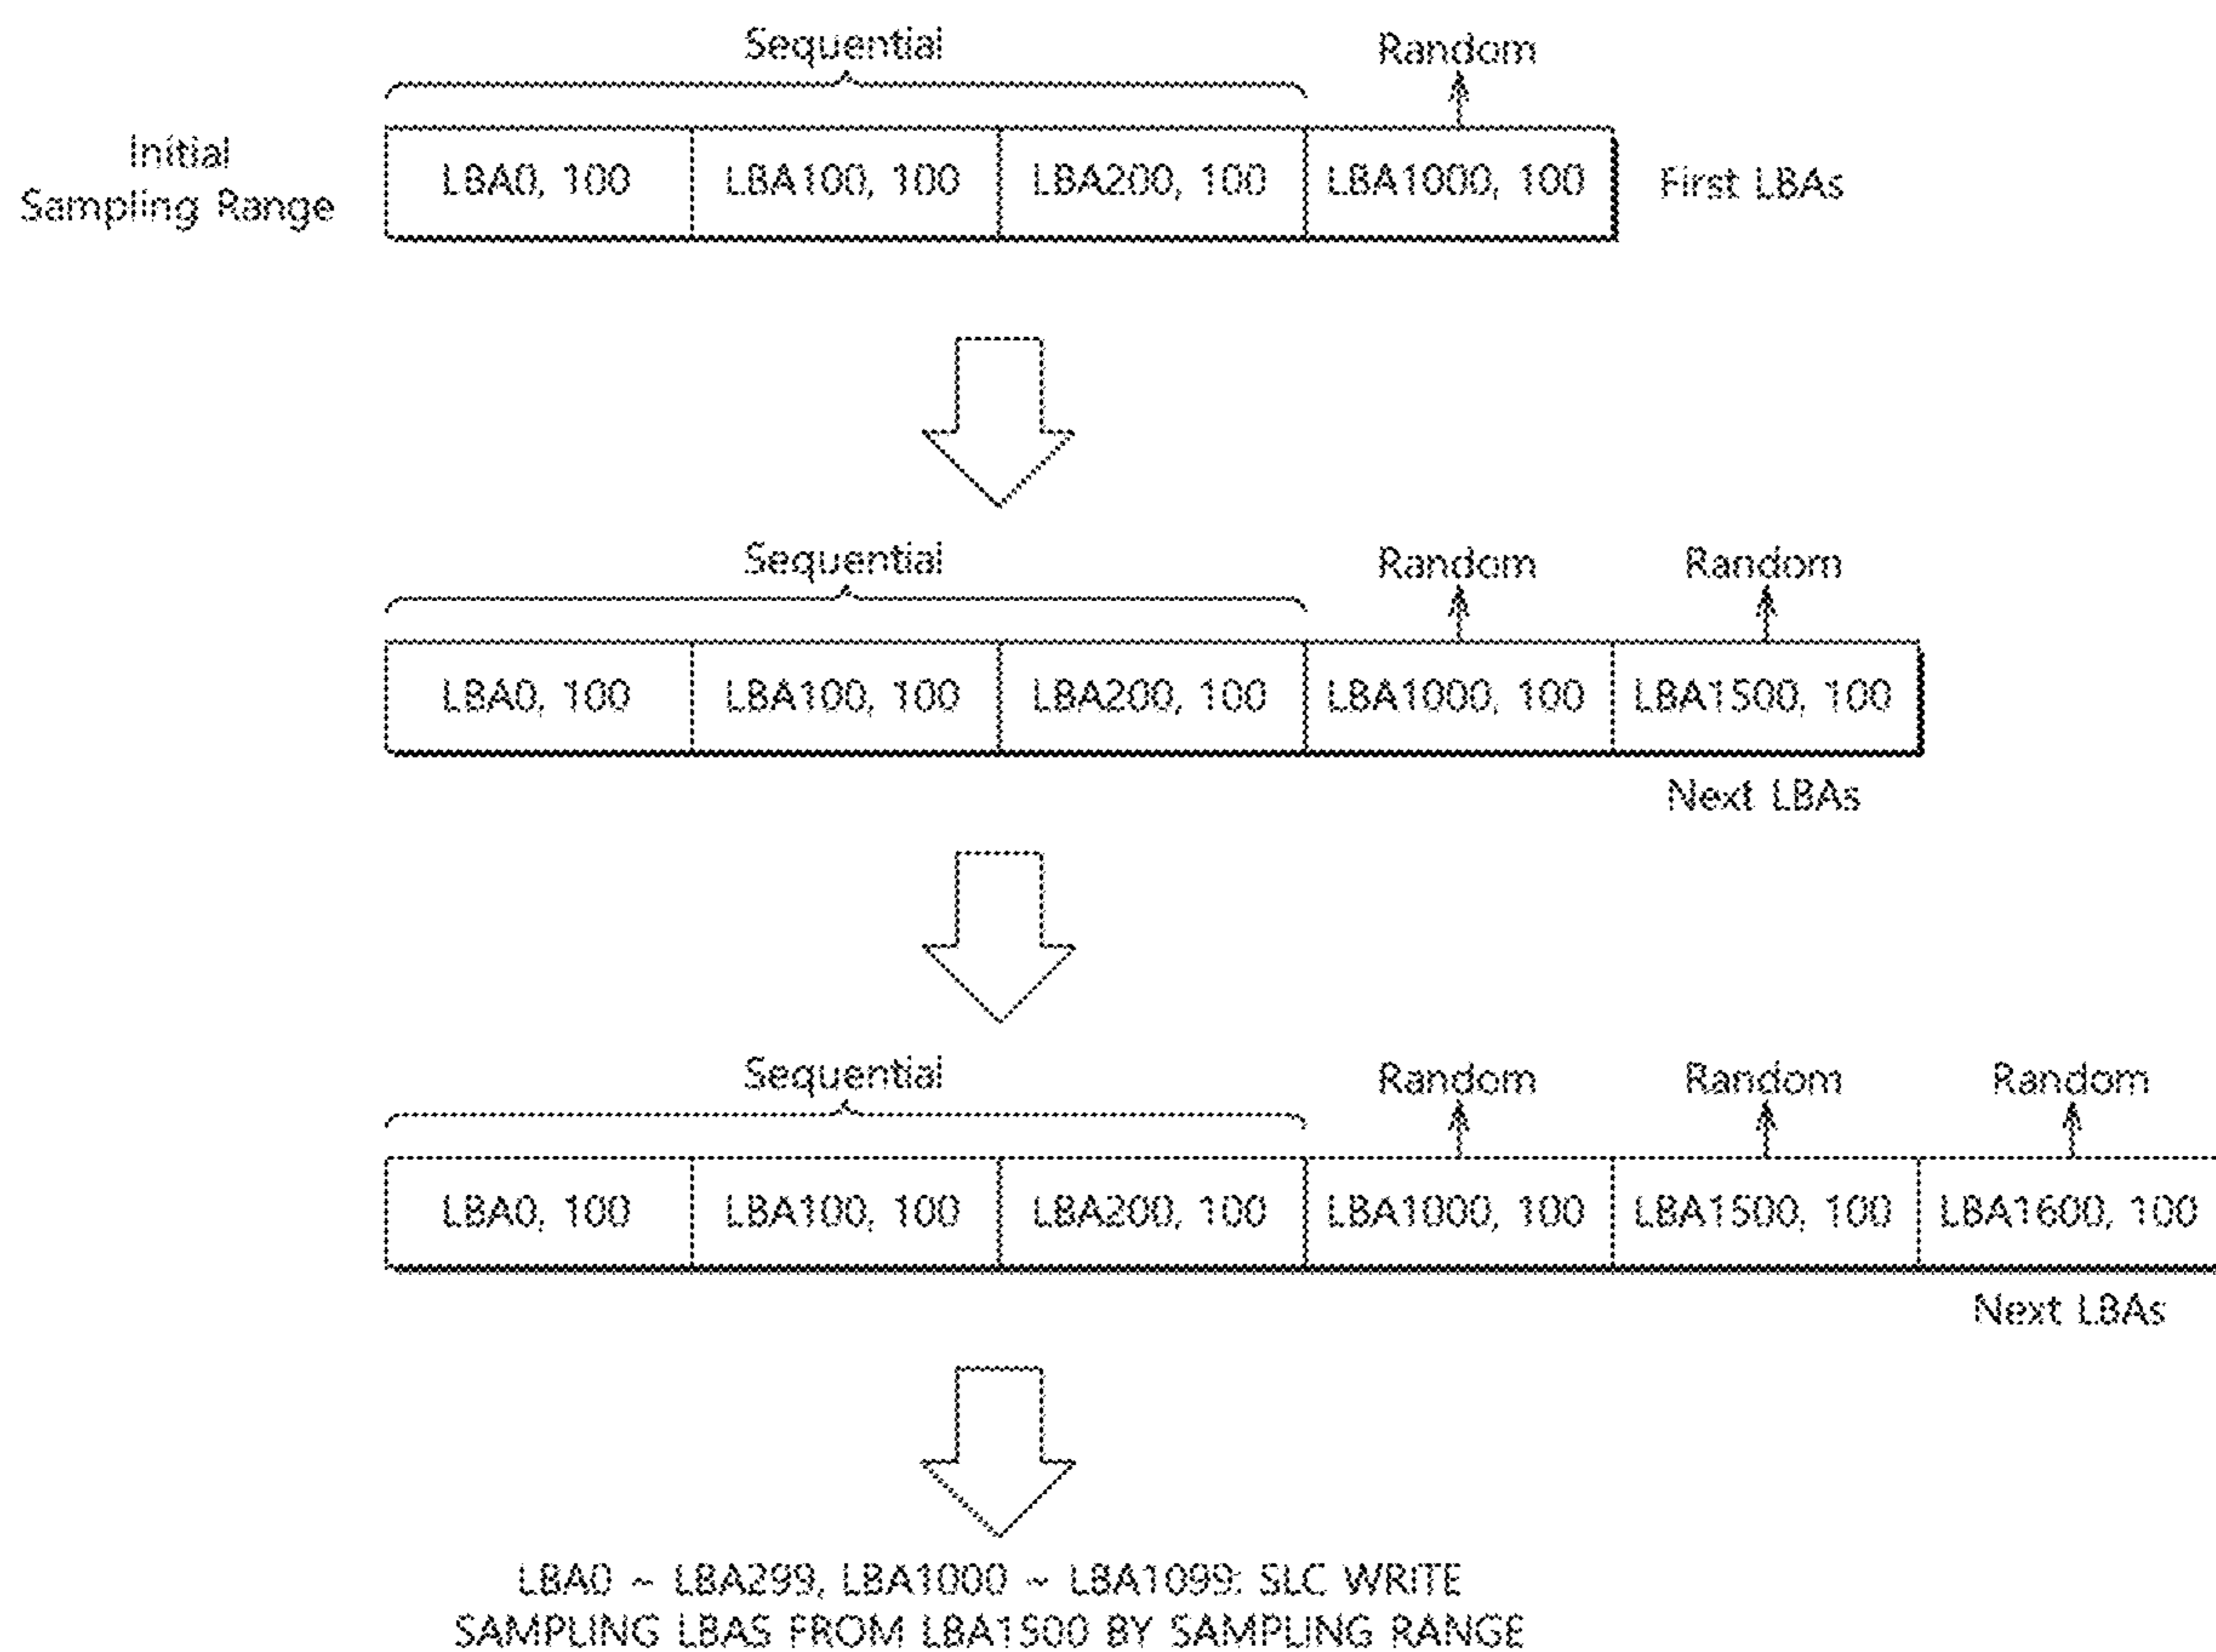 Sequential Random
Initial
Sampling Range
LBA0, 100 LBA100, 100 LBA200, 100 LBA1000, 100 First LBAs
Sequential Random Random
LBA0, 100 LBA100, 100 LBA200, 100 LBA1000, 100 LBA1500, 100
Next LBAs
Sequential Random Random Random
LBA0, 100 LBA100, 100 LBA200, 100 LBA1000, 100 LBA1500, 100 LBA1600, 100
Next LBAs
LBA0 ~ LBA299, LBA1000 ~ LBA1099: SLC WRITE
SAMPLING LBAS FROM LBA1500 BY SAMPLING RANGE